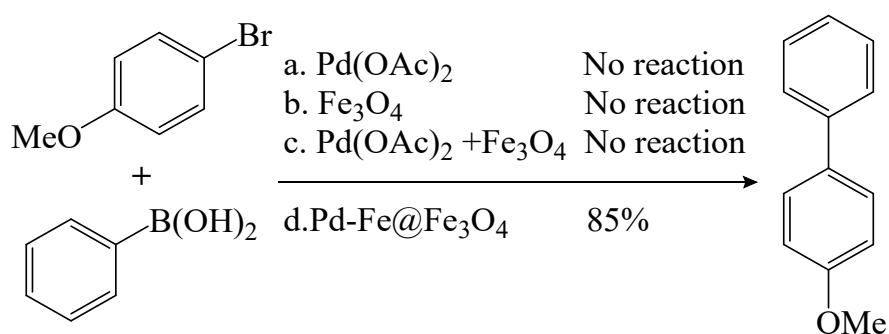 Br
MeO
+
B(OH)2
a. Pd(OAc)2 No reaction
b. Fe3O4 No reaction
c. Pd(OAc)2 +Fe3O4 No reaction
d.Pd-Fe@Fe3O4 85%
OMe